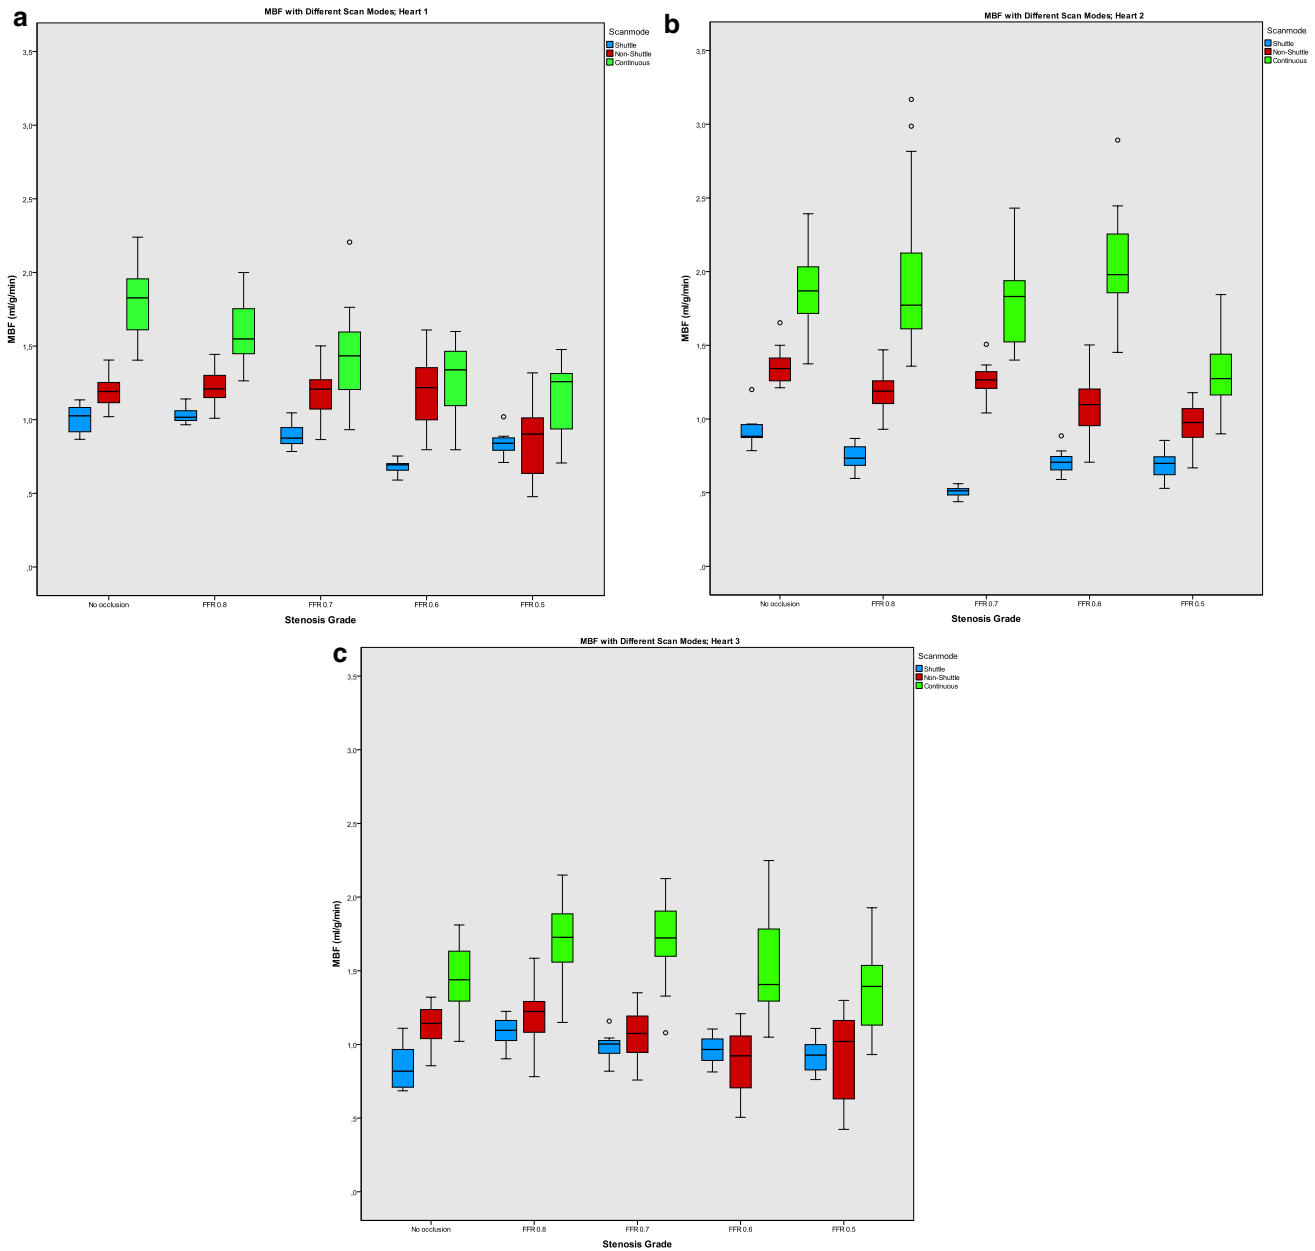 a
MBF with Different Scan Modes; Heart 1
Scanmode
Shuttle
Non-Shuttle
Continuous
3,5
3,0
2,5
2,0
1,5
1,0
,5
,0
MBF (ml/g/min)
No occlusion FFR 0.8 FFR 0.7 FFR 0.6 FFR 0.5
Stenosis Grade
b
MBF with Different Scan Modes; Heart 2
Scanmode
Shuttle
Non-Shuttle
Continuous
3,5
3,0
2,5
2,0
1,5
1,0
,5
,0
MBF (ml/g/min)
No occlusion FFR 0.8 FFR 0.7 FFR 0.6 FFR 0.5
Stenosis Grade
c
MBF with Different Scan Modes; Heart 3
Scanmode
Shuttle
Non-Shuttle
Continuous
3,5
3,0
2,5
2,0
1,5
1,0
,5
,0
MBF (ml/g/min)
No occlusion FFR 0.8 FFR 0.7 FFR 0.6 FFR 0.5
Stenosis Grade